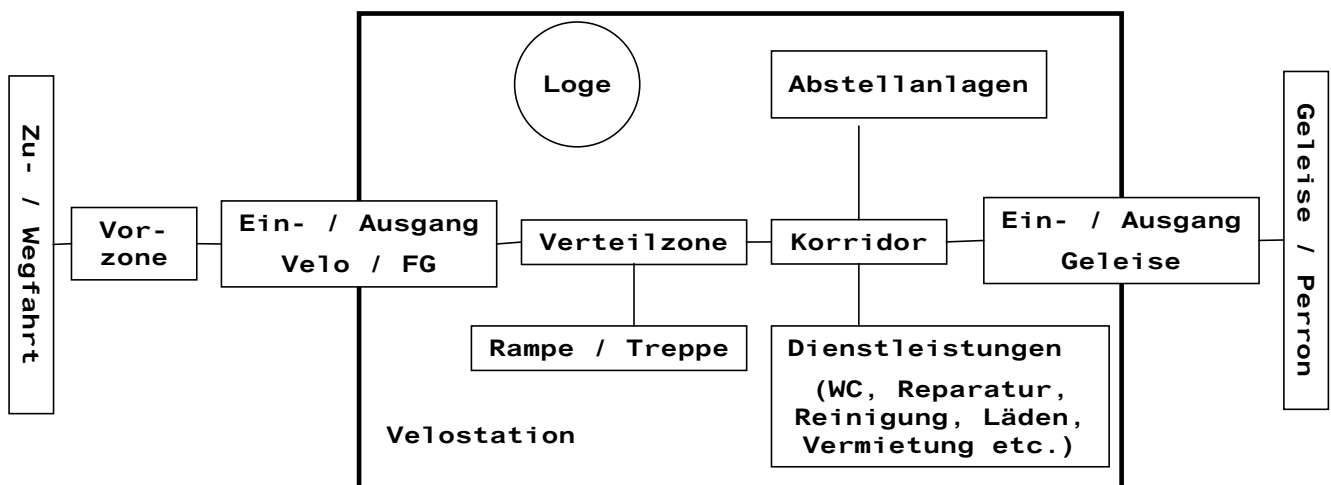 Zu- / Wegfahrt
Vor-
zone
Ein- / Ausgang
Velo / FG
Loge
Verteilzone
Rampe / Treppe
Velostation
Abstellanlagen
Korridor
Dienstleistungen
(WC, Reparatur,
Reinigung, Läden,
Vermietung etc.)
Ein- / Ausgang
Geleise
Geleise / Perron